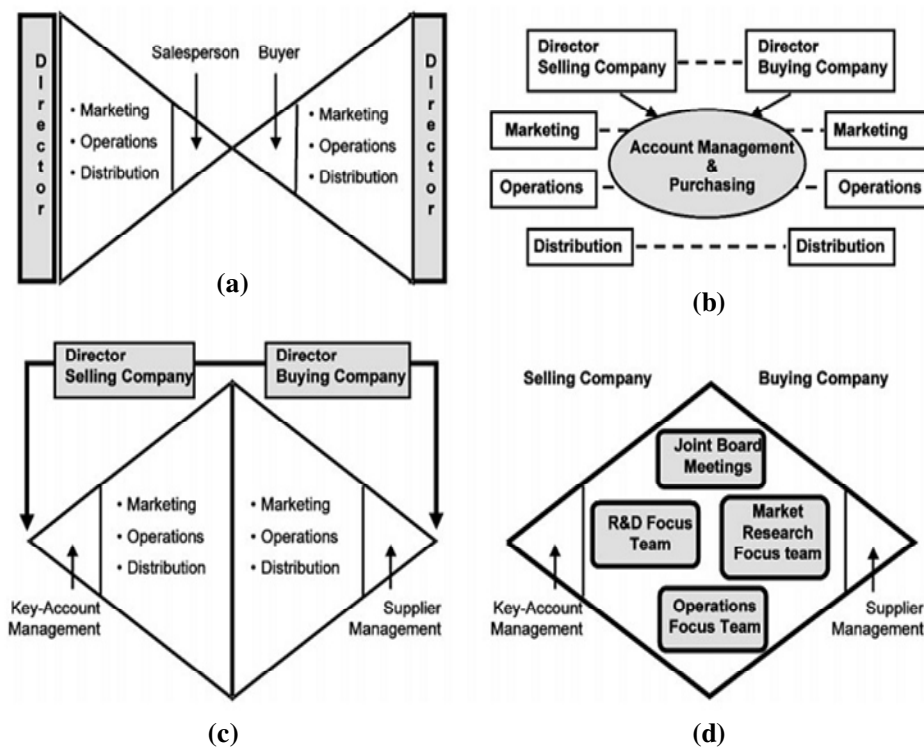 Director
Salesperson
Buyer
• Marketing
• Operations
• Distribution
• Marketing
• Operations
• Distribution
Director
(a)
Director
Selling Company
Director
Buying Company
Marketing
Marketing
Account Management
&
Purchasing
Operations
Operations
Distribution
Distribution
(b)
Director
Selling Company
Director
Buying Company
• Marketing
• Operations
• Distribution
• Marketing
• Operations
• Distribution
Key-Account
Management
Supplier
Management
(c)
Selling Company
Buying Company
Joint Board
Meetings
R&D Focus
Team
Market
Research
Focus team
Operations
Focus Team
Key-Account
Management
Supplier
Management
(d)